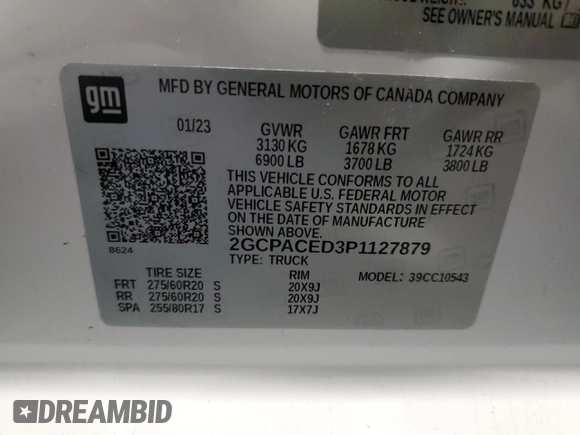 633 KG
SEE OWNER'S MANUAL
gm
MFD BY GENERAL MOTORS OF CANADA COMPANY
01/23 GVWR GAWR FRT GAWR RR
3130 KG 1678 KG 1724 KG
6900 LB 3700 LB 3800 LB
THIS VEHICLE CONFORMS TO ALL
APPLICABLE U.S. FEDERAL MOTOR
VEHICLE SAFETY STANDARDS IN EFFECT
ON THE DATE OF MANUFACTURE
SHOWN ABOVE.
8624
2GCPACED3P1127879
TYPE: TRUCK
TIRE SIZE RIM MODEL: 39CC10543
FRT 275/60R20 S 20X9J
RR 275/60R20 S 20X9J
SPA 255/80R17 S 17X7J
DREAMBID